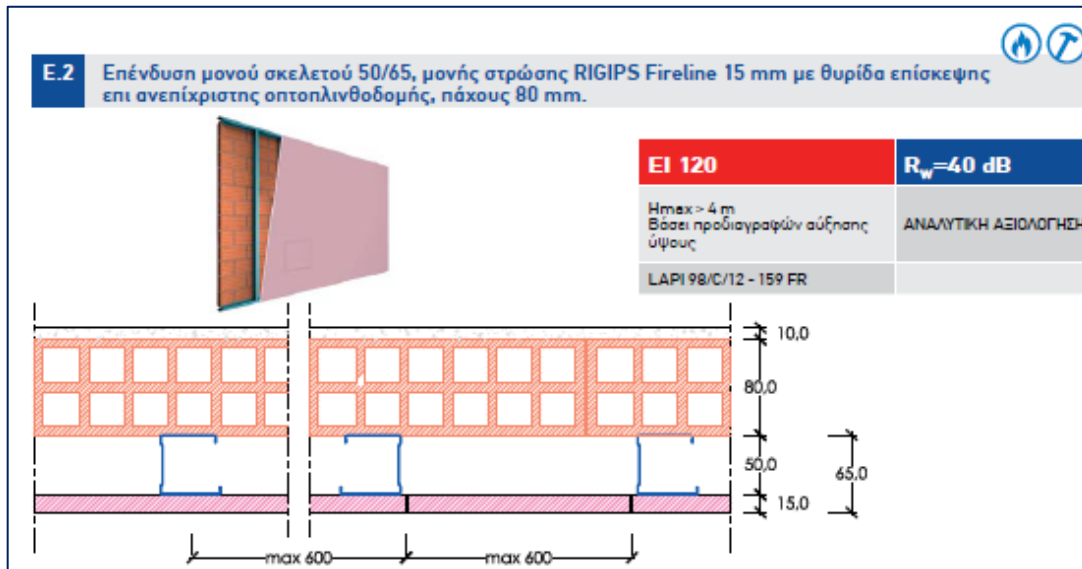 E.2
Επένδυση μονού σκελετού 50/65, μονής στρώσης RIGIPS Fireline 15 mm με θυρίδα επίσκεψης
επι ανεπίχριστης οπτοπλινθοδομής, πάχους 80 mm.
EI 120
Rw=40 dB
Hmax > 4 m
Βάσει προδιαγραφών αύξησης
ύψους
ΑΝΑΛΥΤΙΚΗ ΑΞΙΟΛΟΓΗΣΗ
LAPI 98/C/12 - 159 FR
10,0
80,0
50,0
65,0
15,0
max 600
max 600